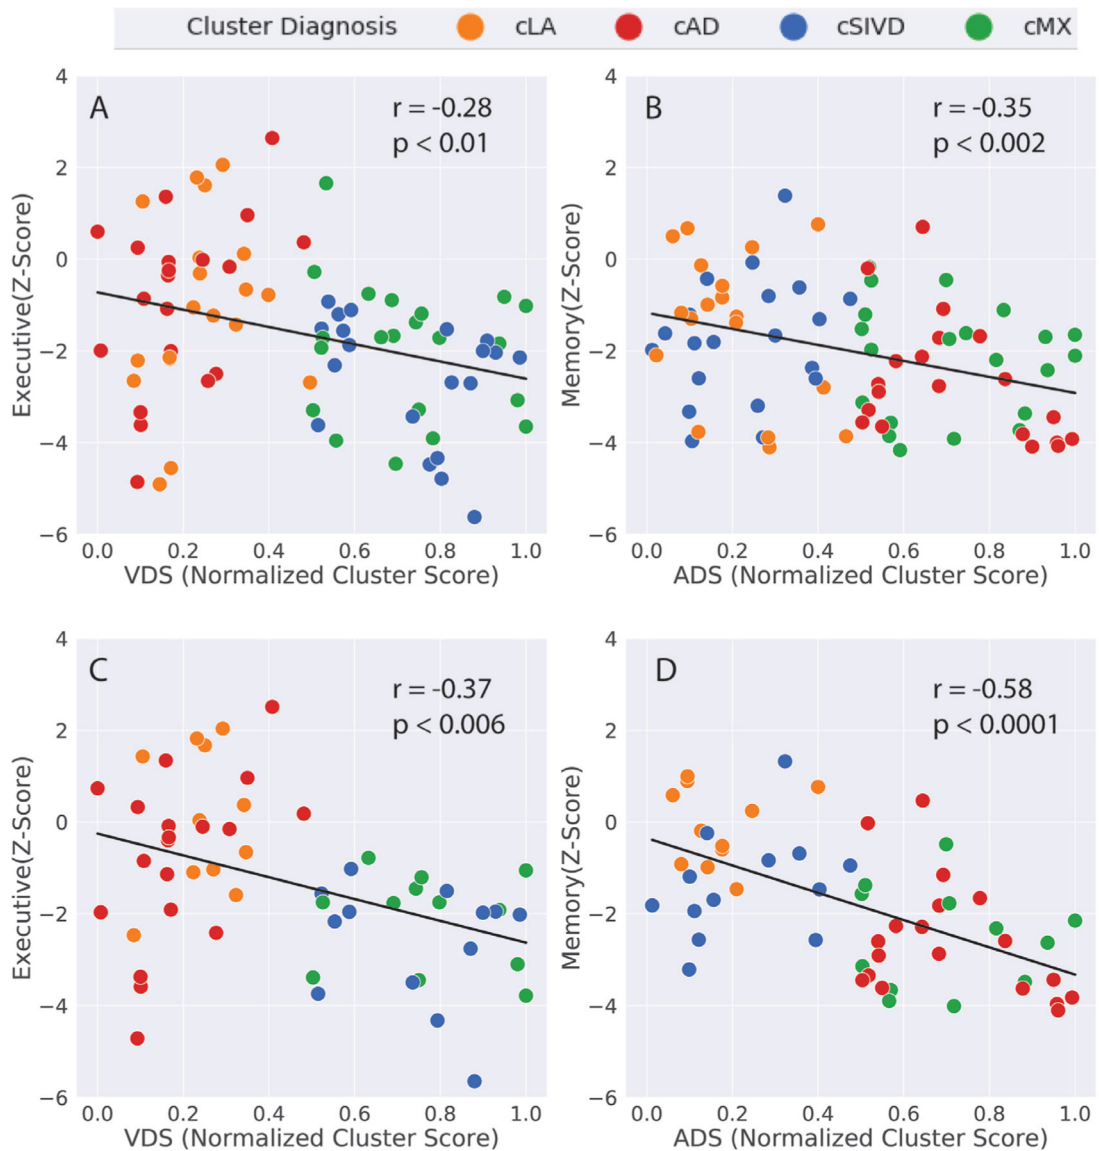 Cluster Diagnosis cLA cAD cSIVD cMX
A
r = -0.28
p < 0.01
4
2
0
−2
−4
−6
Executive(Z-Score)
0.0 0.2 0.4 0.6 0.8 1.0
VDS (Normalized Cluster Score)
B
r = -0.35
p < 0.002
4
2
0
−2
−4
−6
Memory(Z-Score)
0.0 0.2 0.4 0.6 0.8 1.0
ADS (Normalized Cluster Score)
C
r = -0.37
p < 0.006
4
2
0
−2
−4
−6
Executive(Z-Score)
0.0 0.2 0.4 0.6 0.8 1.0
VDS (Normalized Cluster Score)
D
r = -0.58
p < 0.0001
4
2
0
−2
−4
−6
Memory(Z-Score)
0.0 0.2 0.4 0.6 0.8 1.0
ADS (Normalized Cluster Score)